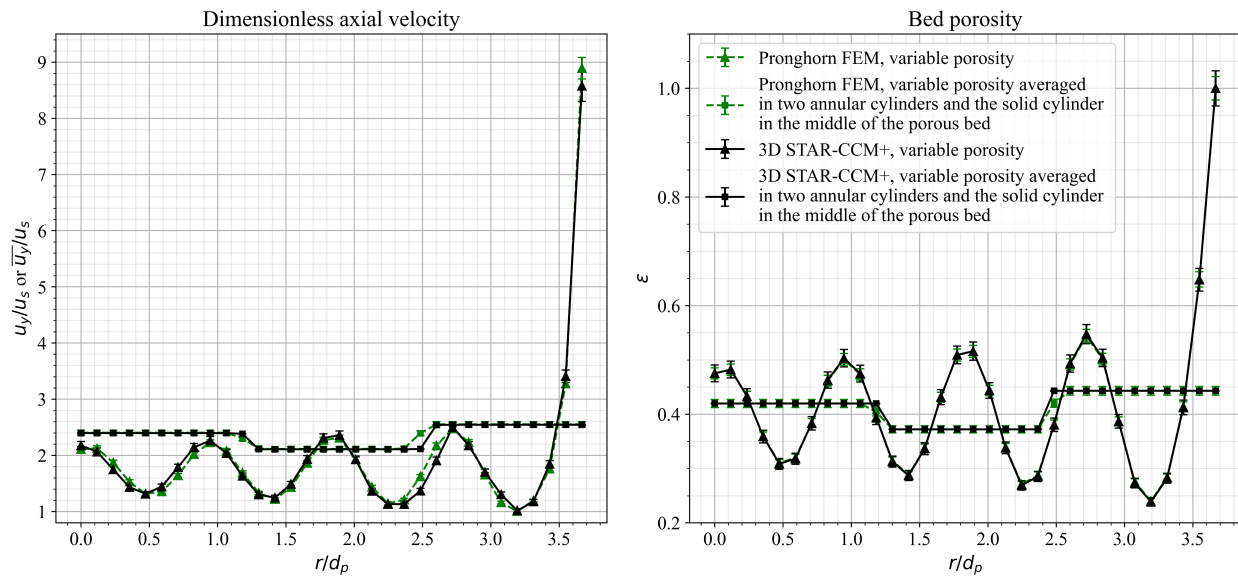 Dimensionless axial velocity
9
8
7
6
5
4
3
2
1
u_y/u_s or \overline{u_y}/u_s
0.0 0.5 1.0 1.5 2.0 2.5 3.0 3.5
r/d_p
Bed porosity
Pronghorn FEM, variable porosity
Pronghorn FEM, variable porosity averaged
in two annular cylinders and the solid cylinder
in the middle of the porous bed
3D STAR-CCM+, variable porosity
3D STAR-CCM+, variable porosity averaged
in two annular cylinders and the solid cylinder
in the middle of the porous bed
1.0
0.8
0.6
0.4
0.2
ε
0.0 0.5 1.0 1.5 2.0 2.5 3.0 3.5
r/d_p